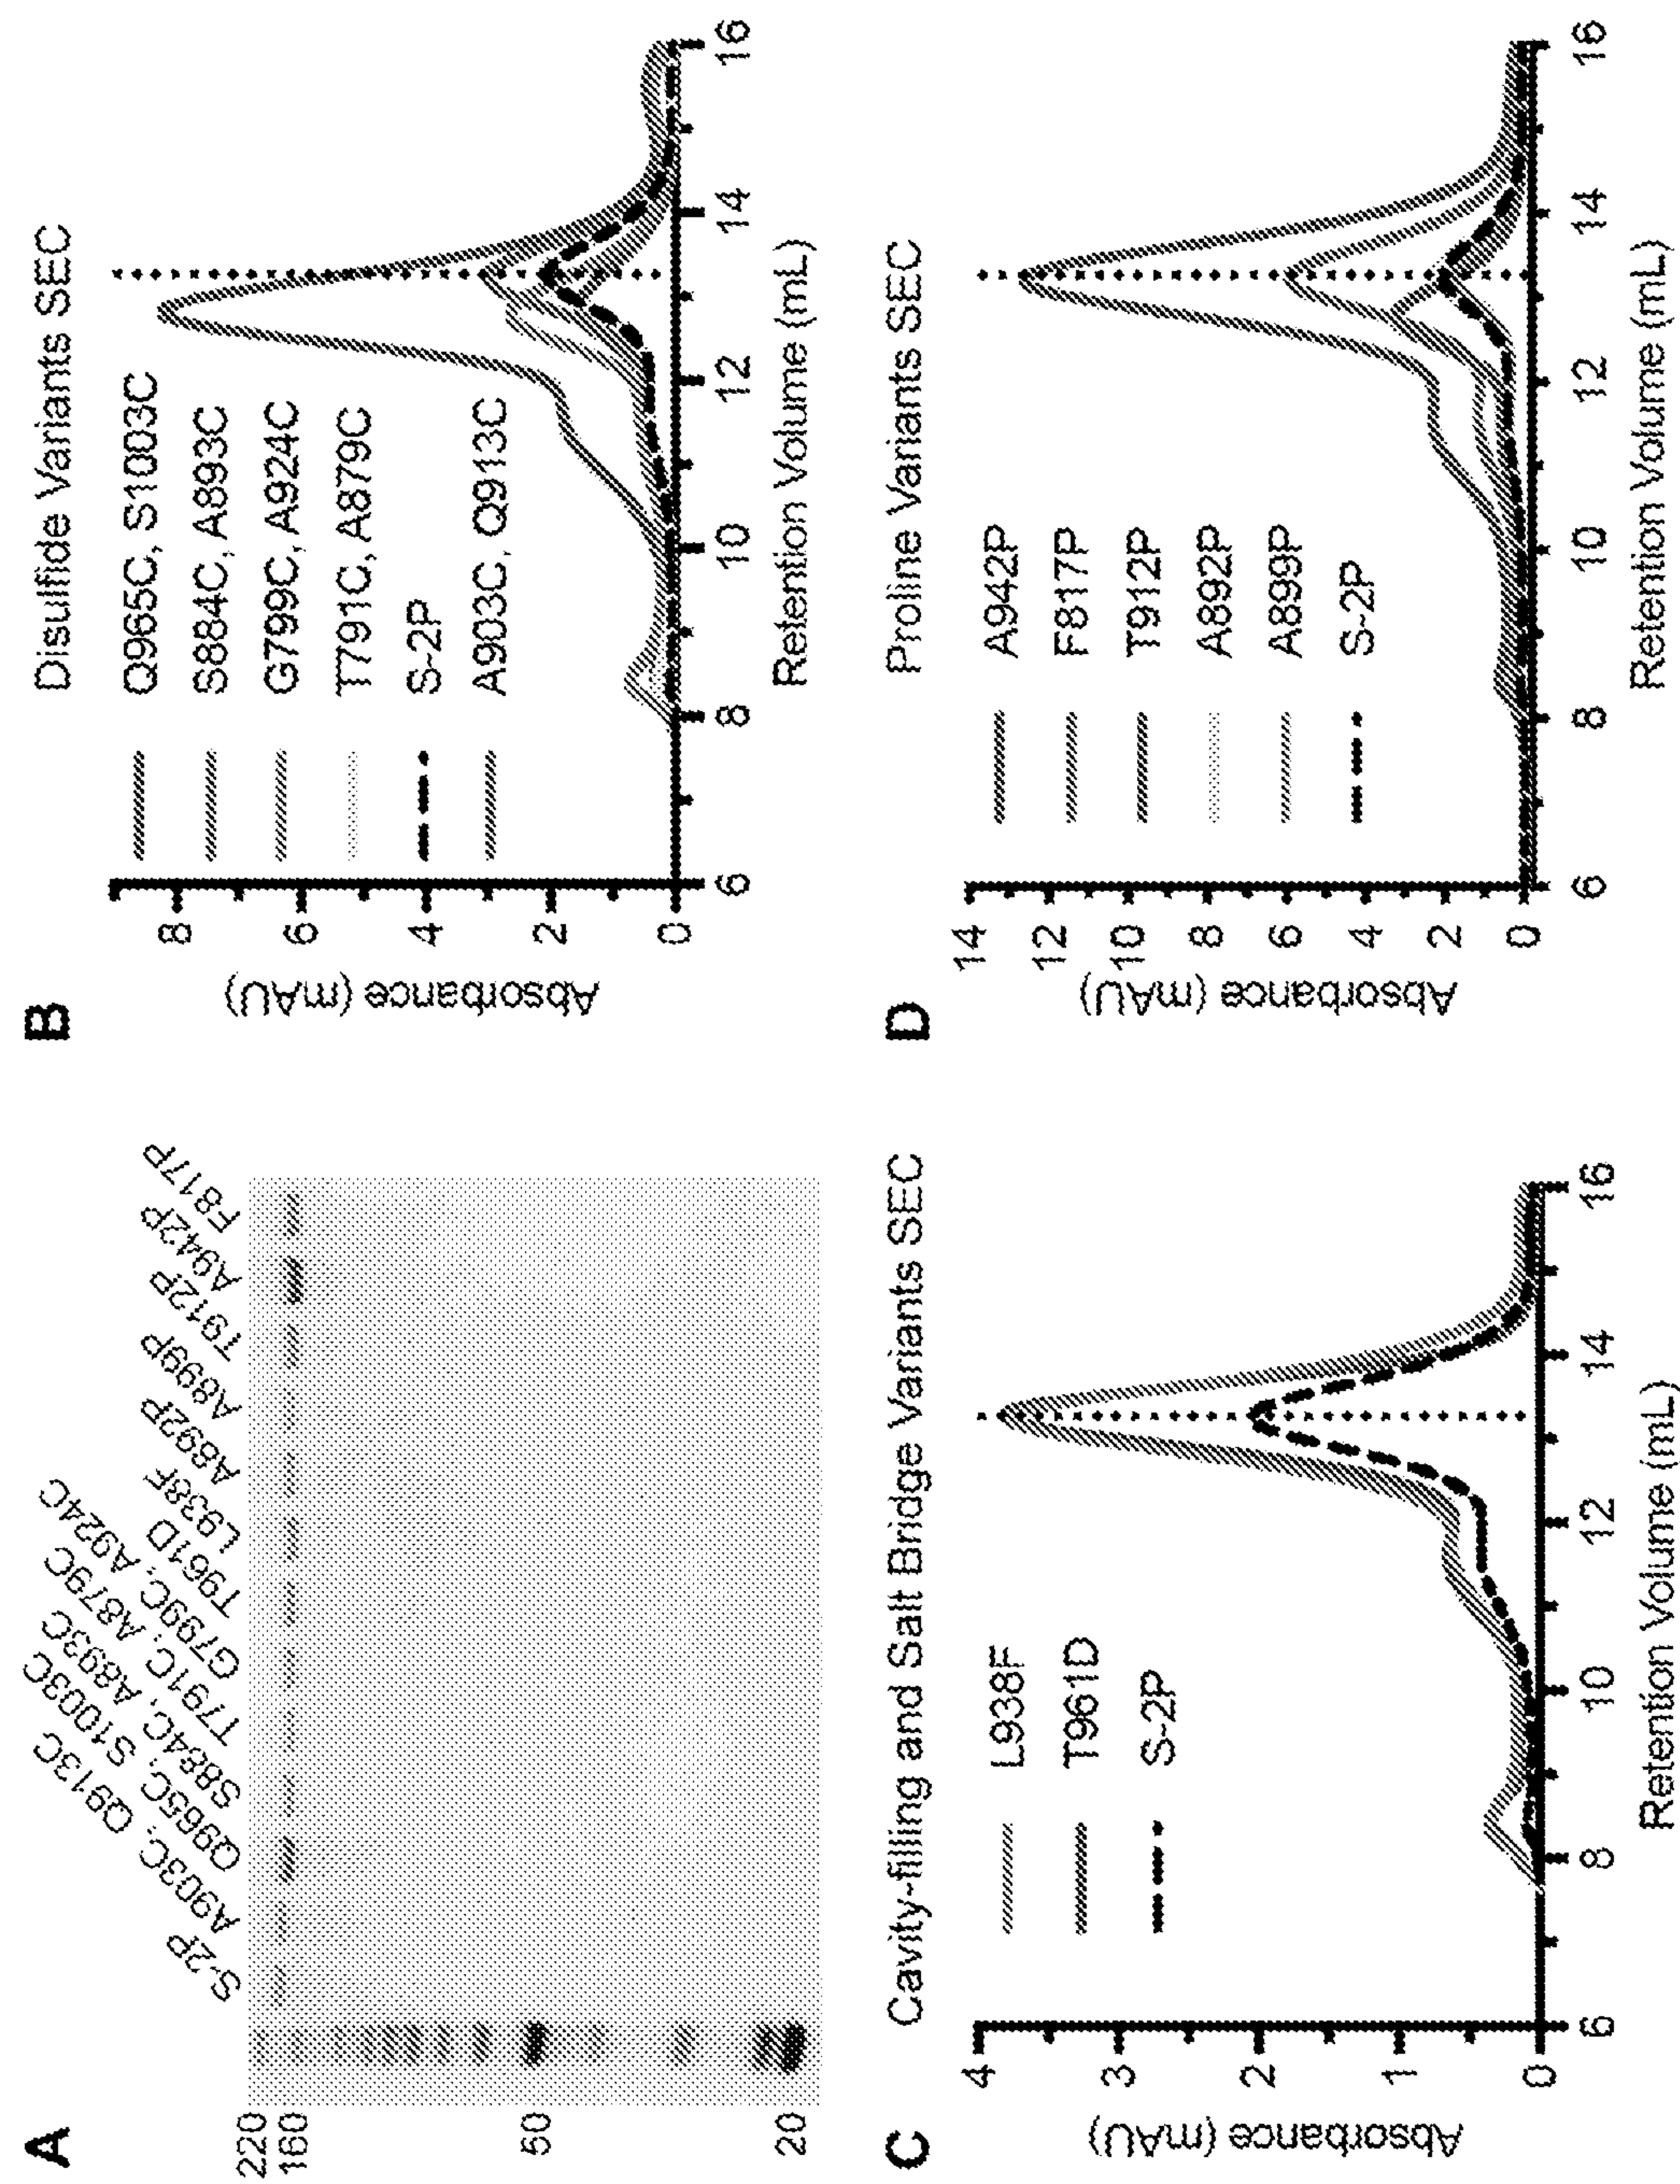 A
S-2P
A903C, Q913C
Q965C, S1003C
S884C, A893C
T791C, A879C
G799C, A924C
T961D
L938F
A892P
A899P
T912P
A942P
F817P
220
160
50
20
B
Disulfide Variants SEC
Q965C, S1003C
S884C, A893C
G799C, A924C
T791C, A879C
S-2P
A903C, Q913C
Absorbance (mAU)
8
6
4
2
0
6 8 10 12 14 16
Retention Volume (mL)
C
Cavity-filling and Salt Bridge Variants SEC
L938F
T961D
S-2P
Absorbance (mAU)
4
3
2
1
0
6 8 10 12 14 16
Retention Volume (mL)
D
Proline Variants SEC
A942P
F817P
T912P
A892P
A899P
S-2P
Absorbance (mAU)
14
12
10
8
6
4
2
0
6 8 10 12 14 16
Retention Volume (mL)